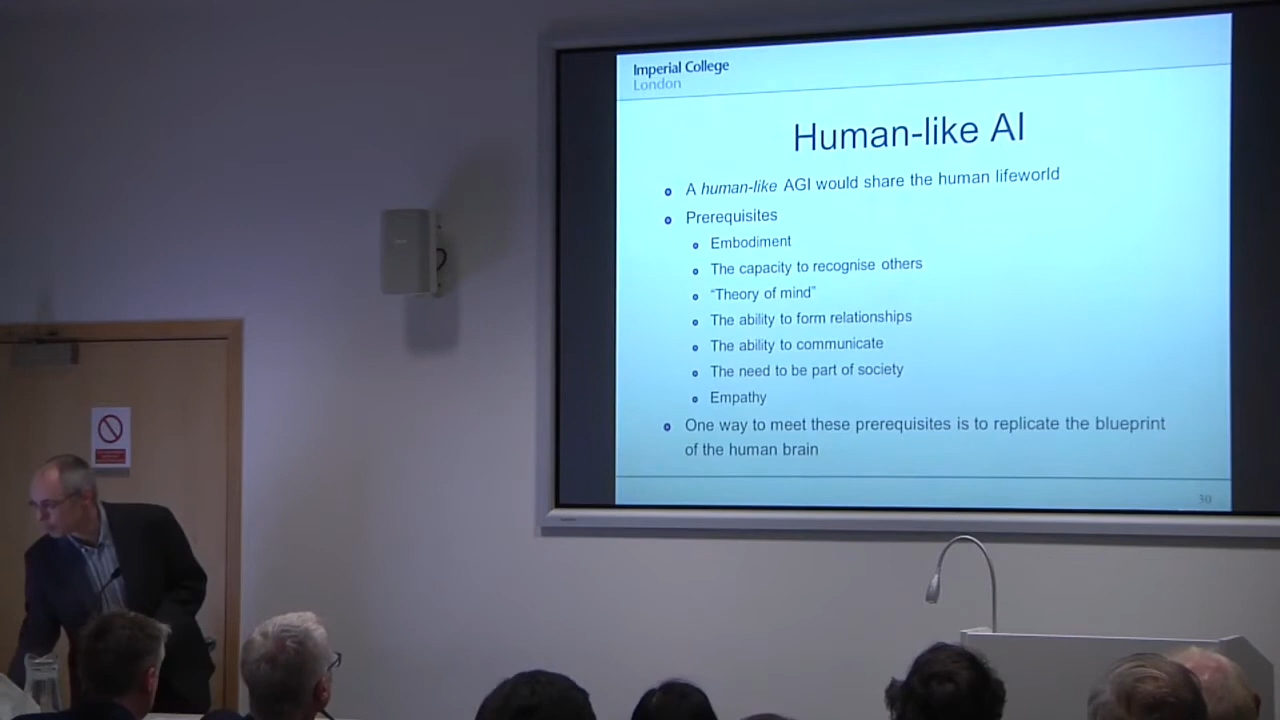 Imperial College
London
Human-like AI
A human-like AGI would share the human lifeworld
Prerequisites
Embodiment
The capacity to recognise others
"Theory of mind"
The ability to form relationships
The ability to communicate
The need to be part of society
Empathy
One way to meet these prerequisites is to replicate the blueprint
of the human brain
30